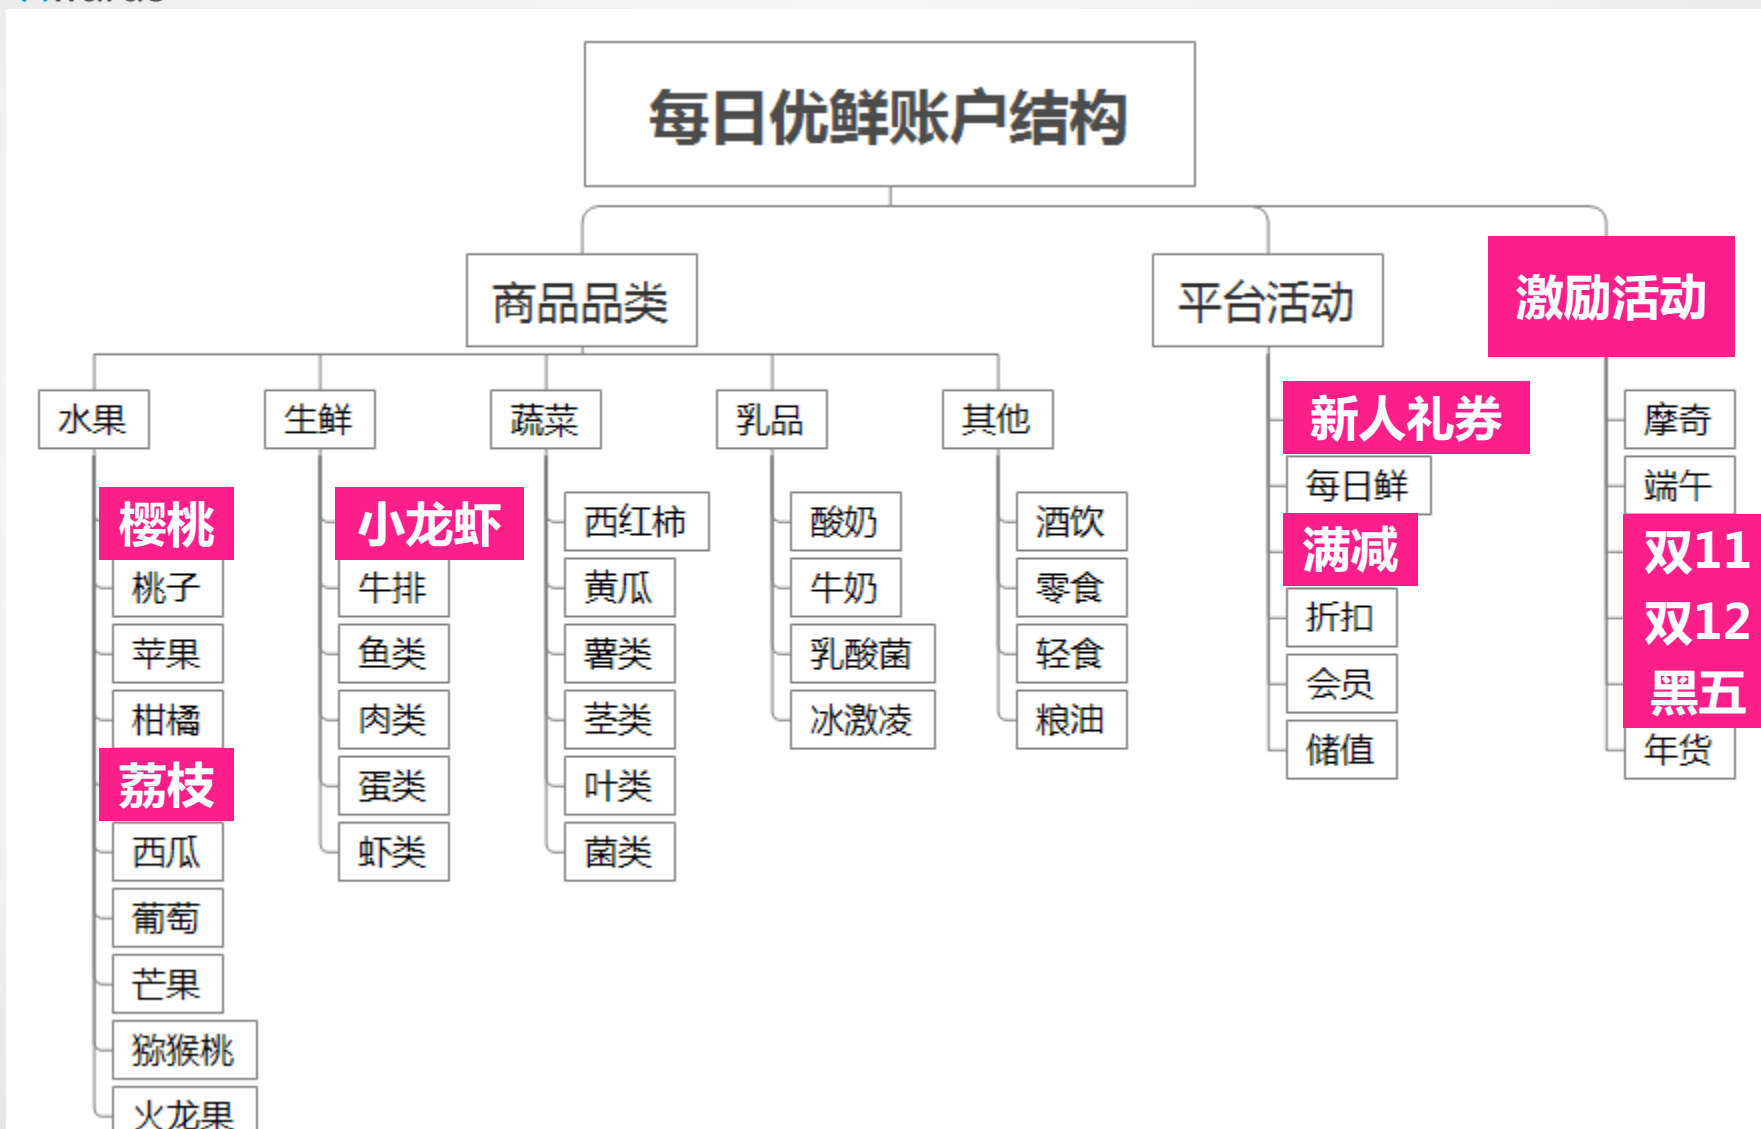 每日优鲜账户结构
商品品类
平台活动
激励活动
水果
生鲜
蔬菜
乳品
其他
樱桃
桃子
苹果
柑橘
荔枝
西瓜
葡萄
芒果
猕猴桃
火龙果
小龙虾
牛排
鱼类
肉类
蛋类
虾类
西红柿
黄瓜
薯类
茎类
叶类
菌类
酸奶
牛奶
乳酸菌
冰激凌
酒饮
零食
轻食
粮油
新人礼券
每日鲜
满减
折扣
会员
储值
摩奇
端午
双11
双12
黑五
年货